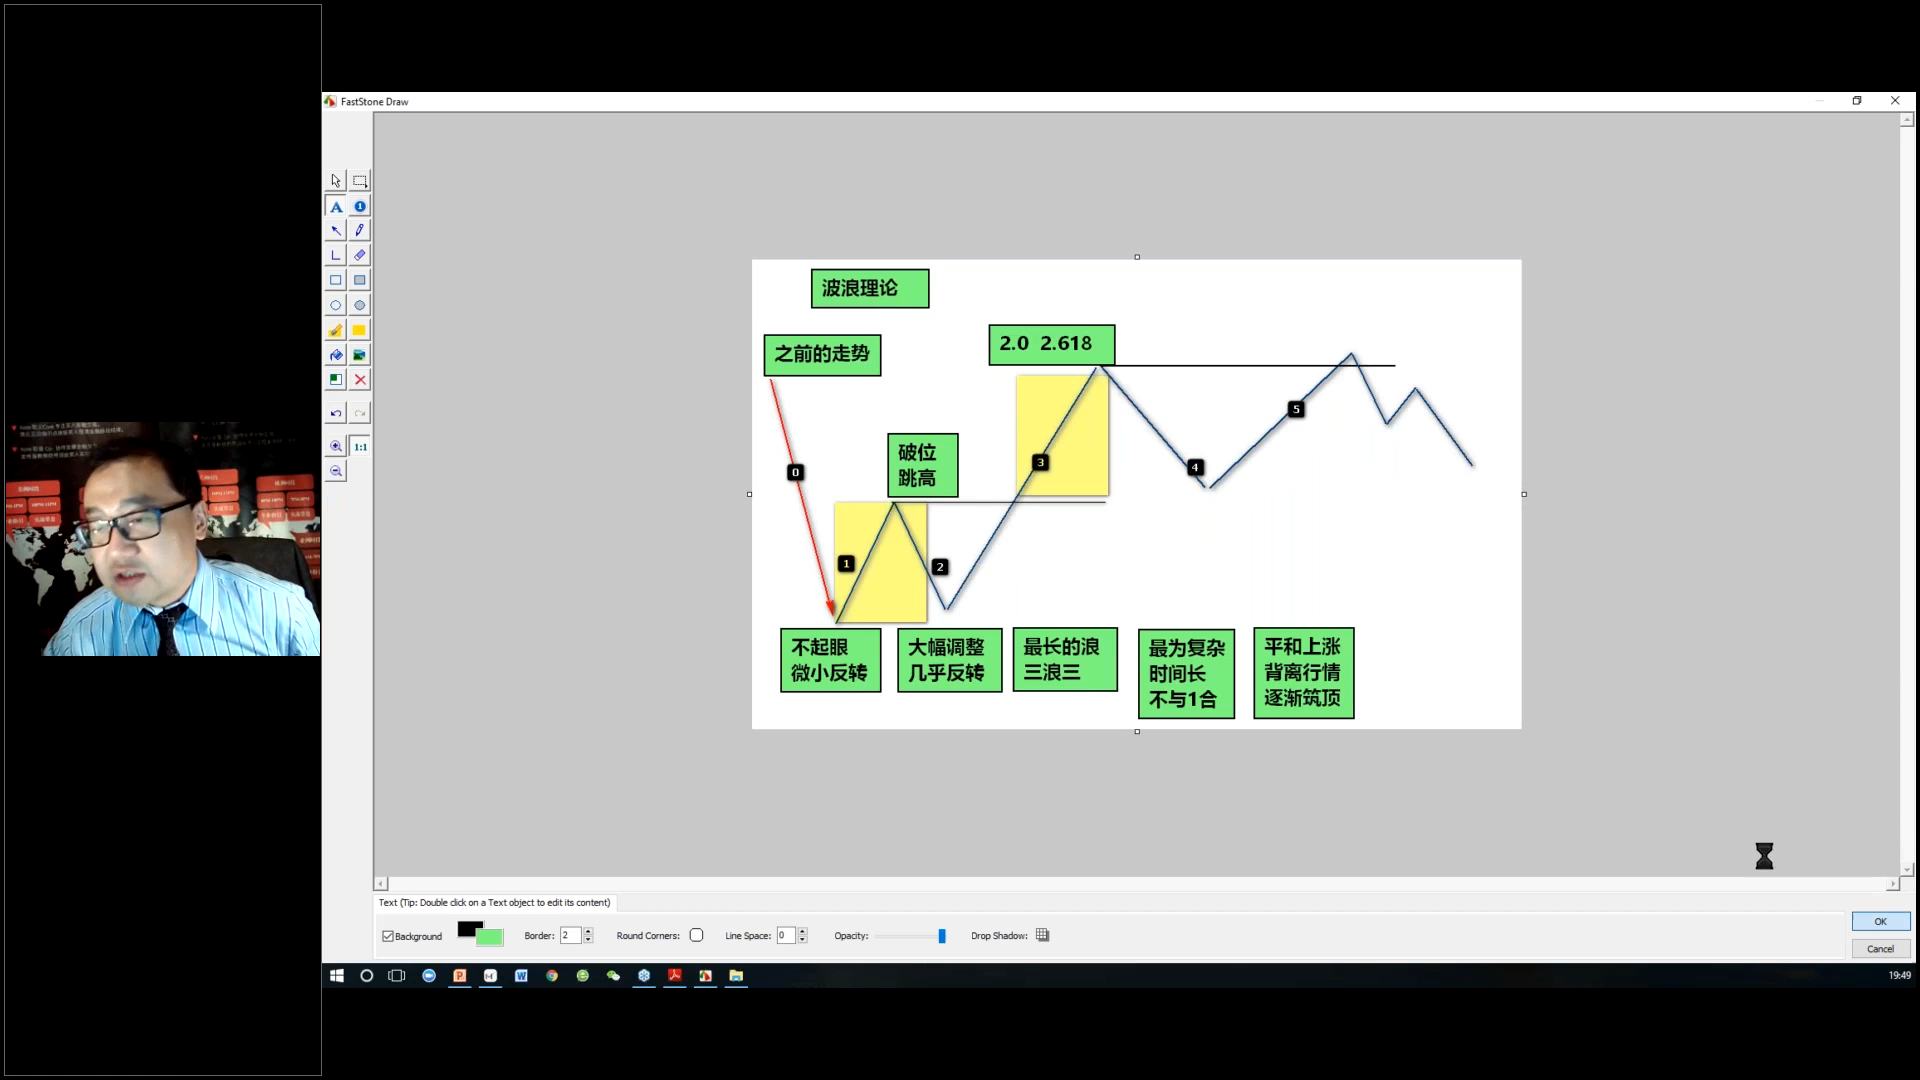 FastStone Draw
波浪理论
之前的走势
2.0 2.618
0
破位
跳高
1
2
3
4
5
不起眼
微小反转
大幅调整
几乎反转
最长的浪
三浪三
最为复杂
时间长
不与1合
平和上涨
背离行情
逐渐筑顶
A
1
1:1
Text (Tip: Double click on a Text object to edit its content)
Background
Border: 2
Round Corners:
Line Space: 0
Opacity:
Drop Shadow:
OK
Cancel
19:49